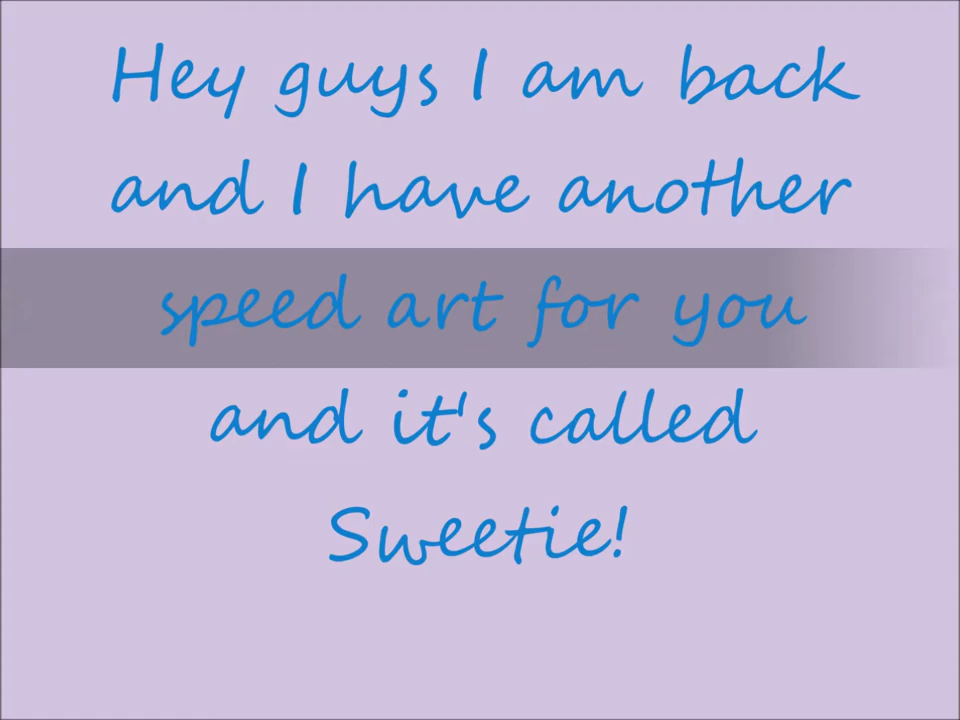 Hey guys I am back
and I have another
speed art for you
and it's called
Sweetie!